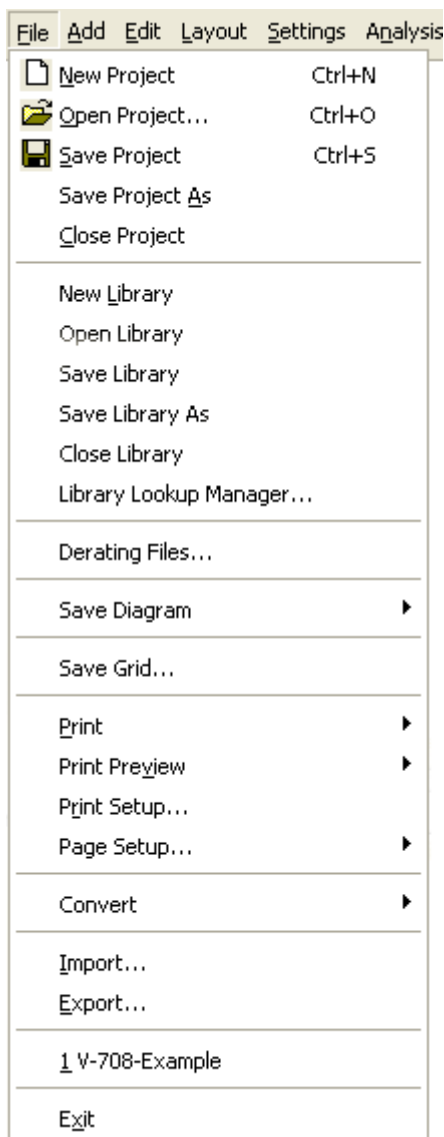 File Add Edit Layout Settings Analysis
New Project Ctrl+N
Open Project... Ctrl+O
Save Project Ctrl+S
Save Project As
Close Project
New Library
Open Library
Save Library
Save Library As
Close Library
Library Lookup Manager...
Derating Files...
Save Diagram
Save Grid...
Print
Print Preview
Print Setup...
Page Setup...
Convert
Import...
Export...
1 V-708-Example
Exit